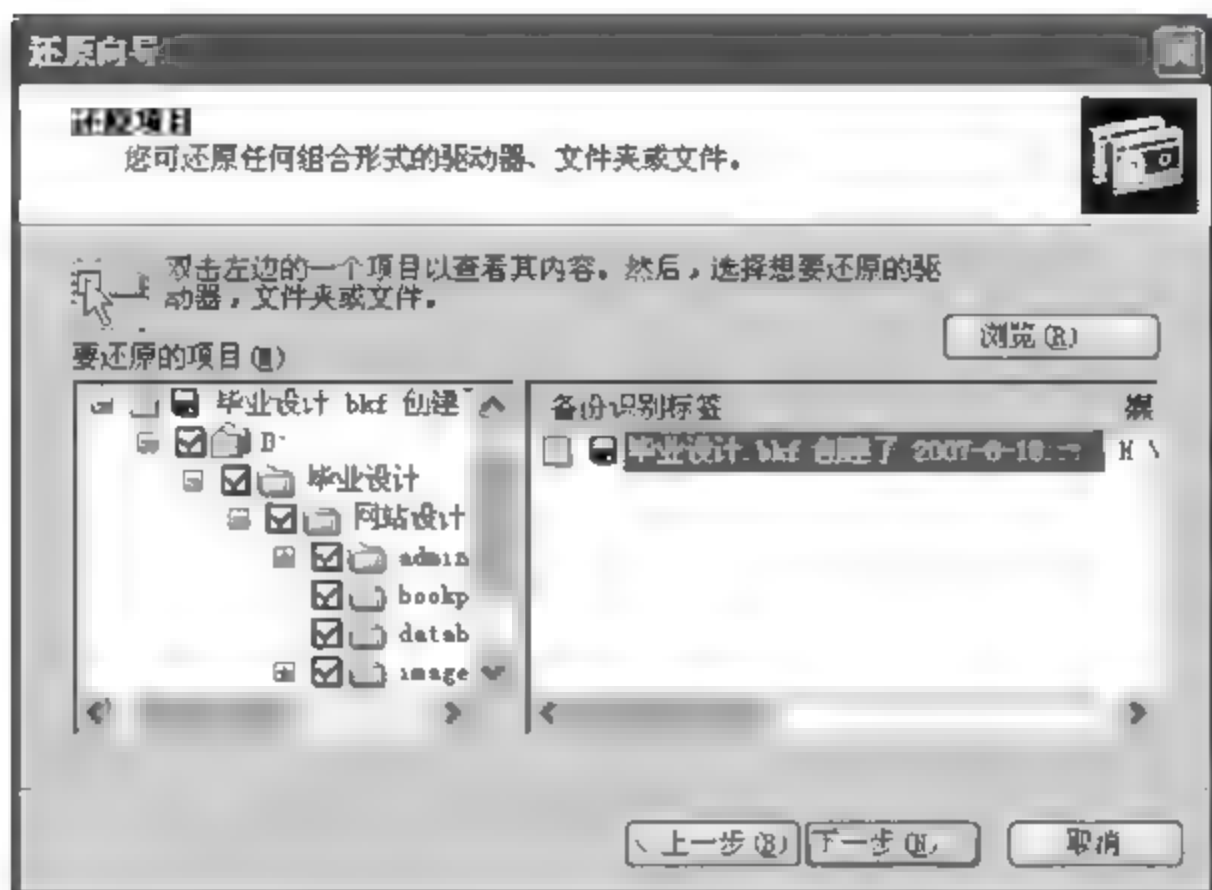 还原向导
还原项目
您可还原任何组合形式的驱动器、文件夹或文件。
双击左边的一个项目以查看其内容。然后，选择想要还原的驱
动器，文件夹或文件。
浏览(R)
要还原的项目
毕业设计 bkf 创建
备份识别标签
媒
毕业设计.bkf 创建了
D:
毕业设计
网站设计
admin
bookp
datab
image
上一步(B)
下一步(N)
取消